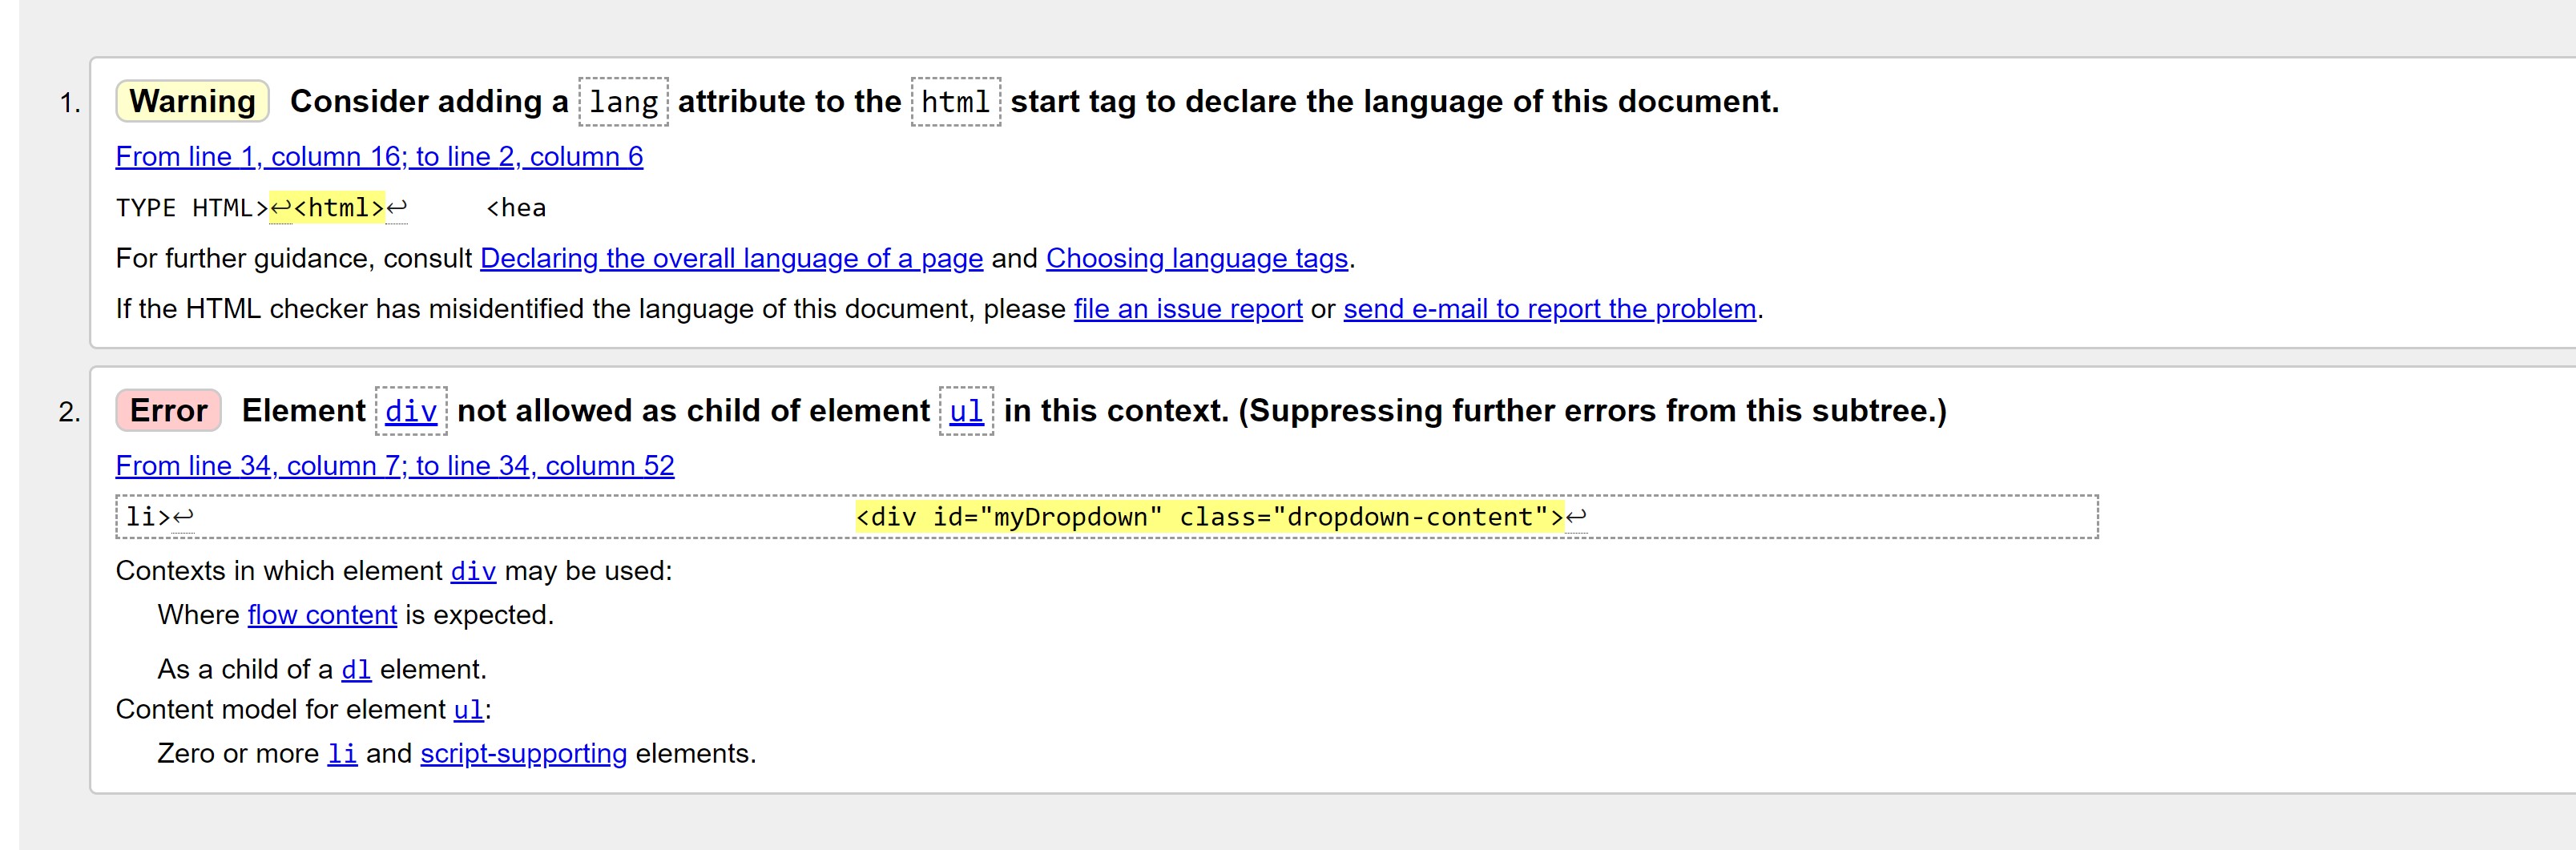 1. Warning Consider adding a lang attribute to the html start tag to declare the language of this document.
From line 1, column 16; to line 2, column 6
TYPE HTML>↩<html>↩ <hea
For further guidance, consult Declaring the overall language of a page and Choosing language tags.
If the HTML checker has misidentified the language of this document, please file an issue report or send e-mail to report the problem.
2. Error Element div not allowed as child of element ul in this context. (Suppressing further errors from this subtree.)
From line 34, column 7; to line 34, column 52
li>↩ <div id="myDropdown" class="dropdown-content">↩
Contexts in which element div may be used:
Where flow content is expected.
As a child of a dl element.
Content model for element ul:
Zero or more li and script-supporting elements.